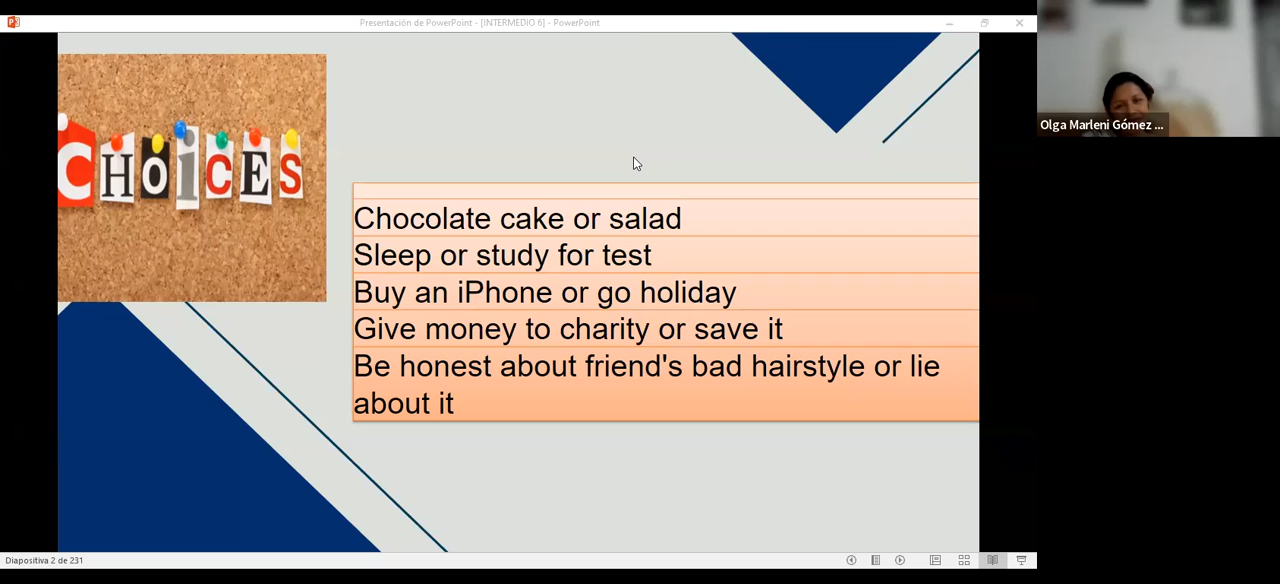 Presentación de PowerPoint - [INTERMEDIO 6] - PowerPoint
CHOiCES
Chocolate cake or salad
Sleep or study for test
Buy an iPhone or go holiday
Give money to charity or save it
Be honest about friend's bad hairstyle or lie
about it
Olga Marleni Gómez ...
Diapositiva 2 de 231